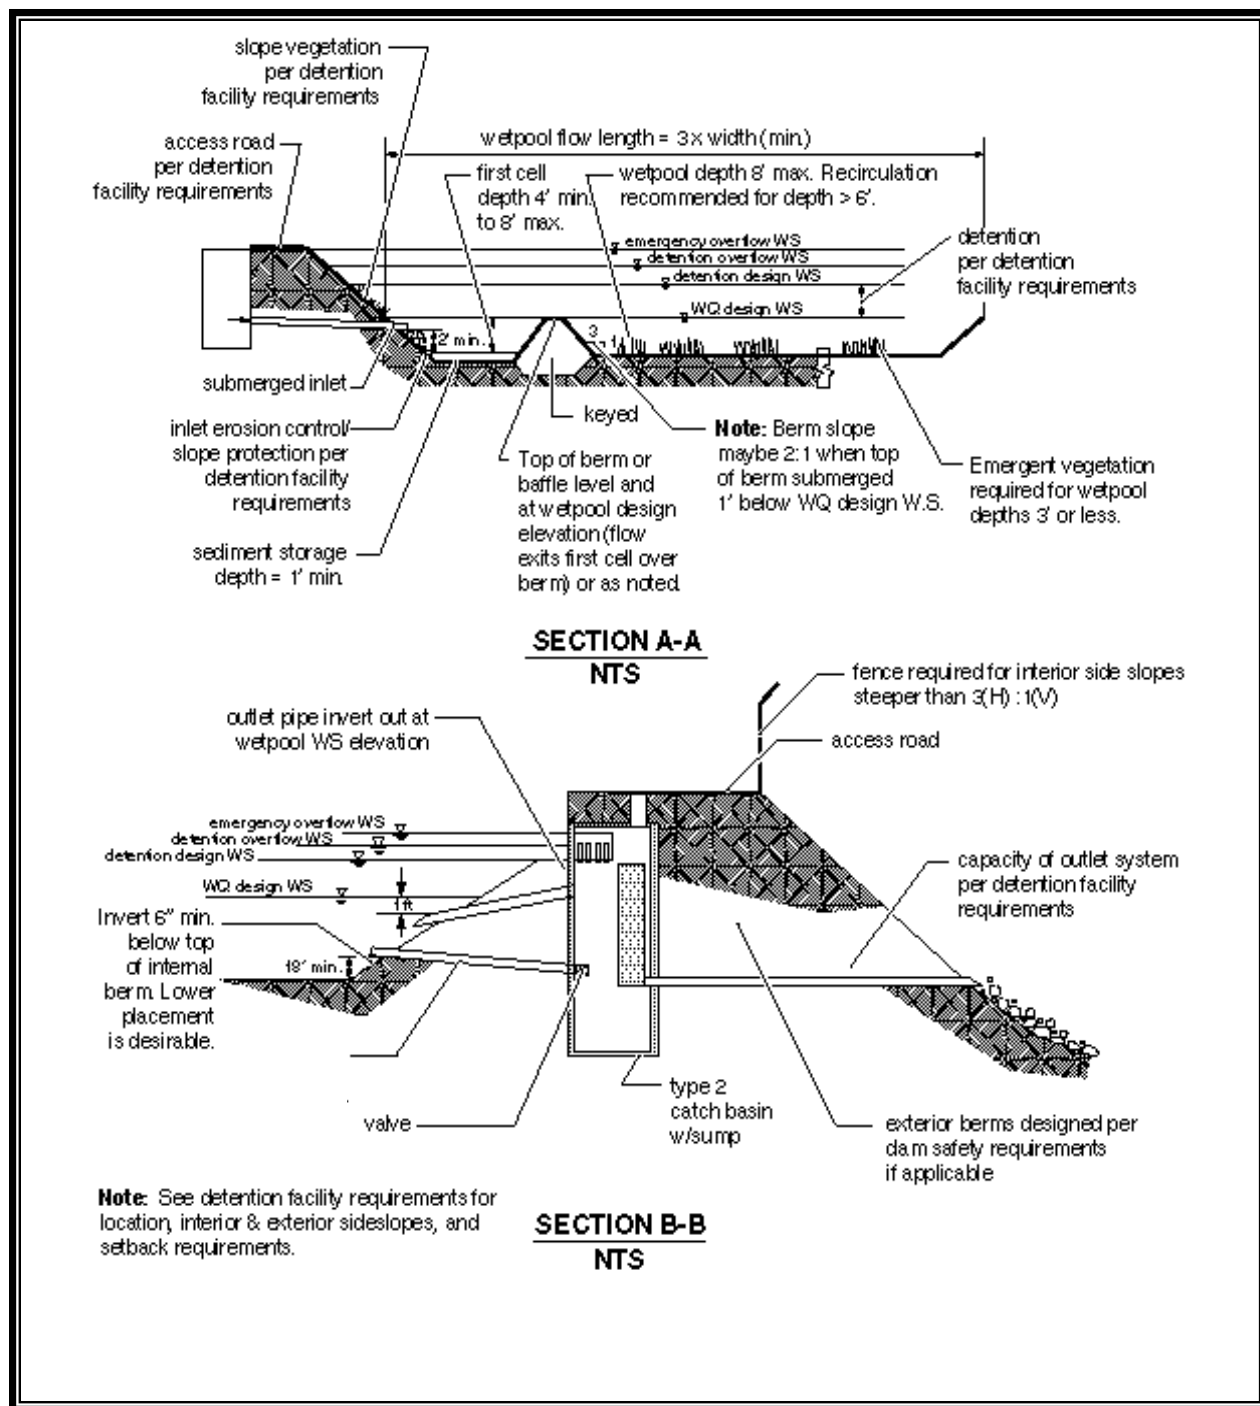 slope vegetation
per detention
facility requirements
access road
per detention
facility requirements
wetpool flow length = 3 x width (min.)
first cell
depth 4' min.
to 8' max.
wetpool depth 8' max. Recirculation
recommended for depth > 6'.
emergency overflow WS
detention overflow WS
detention design WS
WQ design WS
detention
per detention
facility requirements
2' min.
3
1
submerged inlet
inlet erosion control/
slope protection per
detention facility
requirements
sediment storage
depth = 1' min.
keyed
Top of berm or
baffle level and
at wetpool design
elevation (flow
exits first cell over
berm) or as noted.
Note: Berm slope
maybe 2:1 when top
of berm submerged
1' below WQ design W.S.
Emergent vegetation
required for wetpool
depths 3' or less.
SECTION A-A
NTS
fence required for interior side slopes
steeper than 3(H) :1(V)
access road
outlet pipe invert out at
wetpool WS elevation
emergency overflow WS
detention overflow WS
detention design WS
WQ design WS
1 ft
Invert 6" min.
below top
of internal
berm. Lower
placement
is desirable.
18' min.
capacity of outlet system
per detention facility
requirements
valve
type 2
catch basin
w/sump
exterior berms designed per
dam safety requirements
if applicable
Note: See detention facility requirements for
location, interior & exterior sideslopes, and
setback requirements.
SECTION B-B
NTS